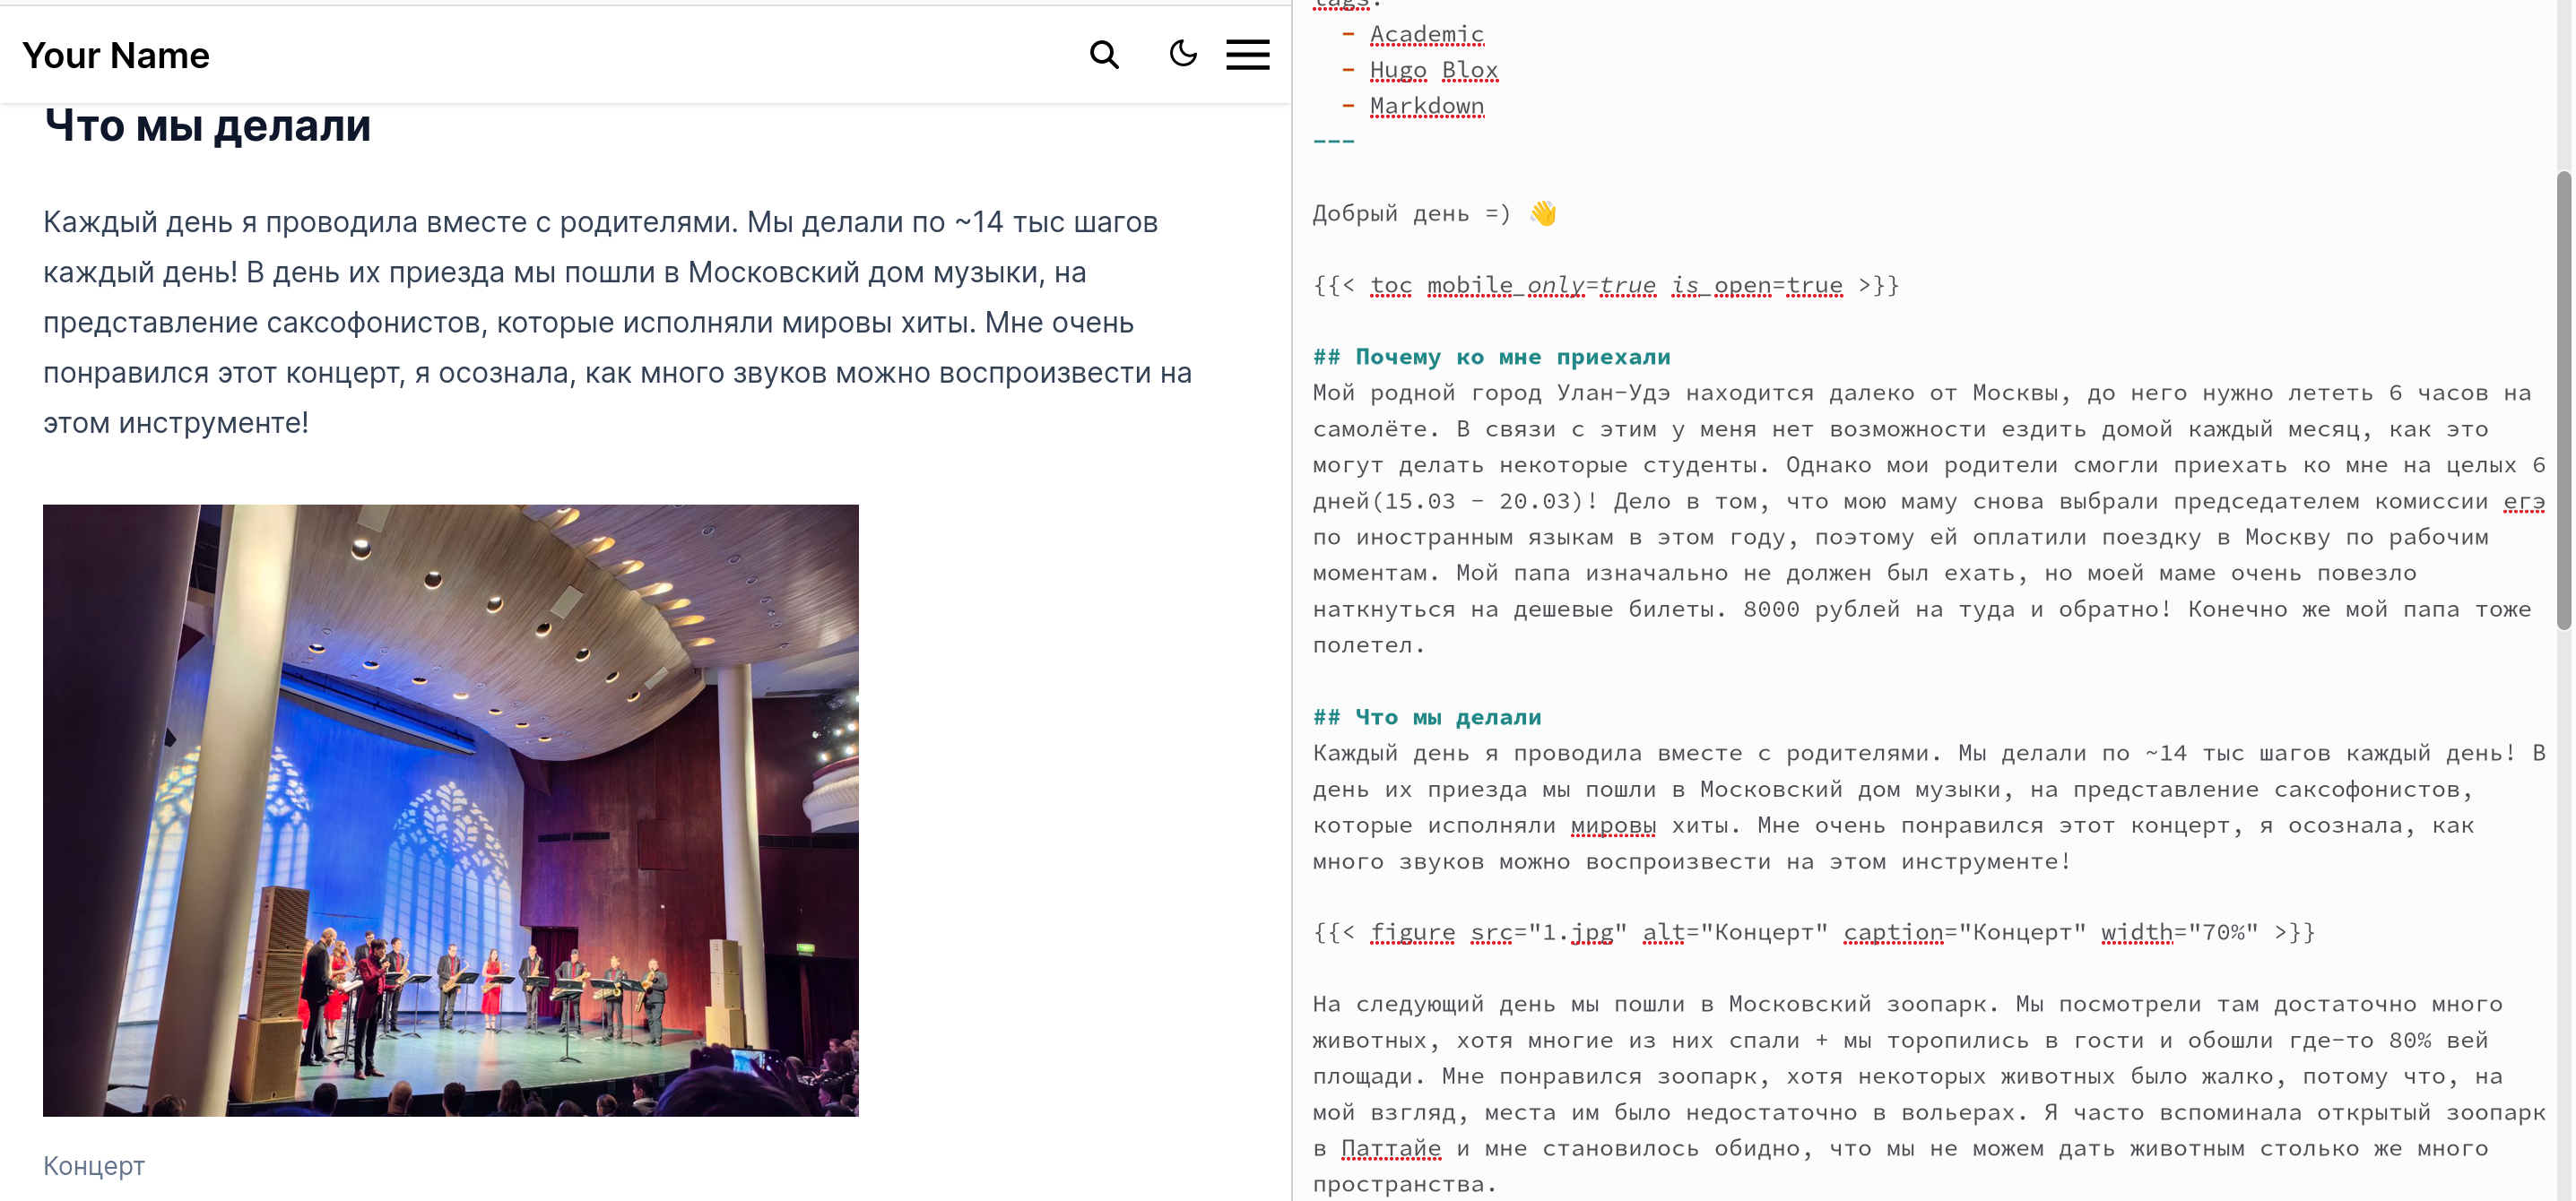 Your Name
Что мы делали
Каждый день я проводила вместе с родителями. Мы делали по ~14 тыс шагов
каждый день! В день их приезда мы пошли в Московский дом музыки, на
представление саксофонистов, которые исполняли мировы хиты. Мне очень
понравился этот концерт, я осознала, как много звуков можно воспроизвести на
этом инструменте!
Концерт
tags:
- Academic
- Hugo Blox
- Markdown
---
Добрый день =) 👋
{{< toc mobile_only=true is_open=true >}}
## Почему ко мне приехали
Мой родной город Улан-Удэ находится далеко от Москвы, до него нужно лететь 6 часов на
самолёте. В связи с этим у меня нет возможности ездить домой каждый месяц, как это
могут делать некоторые студенты. Однако мои родители смогли приехать ко мне на целых 6
дней(15.03 - 20.03)! Дело в том, что мою маму снова выбрали председателем комиссии егэ
по иностранным языкам в этом году, поэтому ей оплатили поездку в Москву по рабочим
моментам. Мой папа изначально не должен был ехать, но моей маме очень повезло
наткнуться на дешевые билеты. 8000 рублей на туда и обратно! Конечно же мой папа тоже
полетел.
## Что мы делали
Каждый день я проводила вместе с родителями. Мы делали по ~14 тыс шагов каждый день! В
день их приезда мы пошли в Московский дом музыки, на представление саксофонистов,
которые исполняли мировы хиты. Мне очень понравился этот концерт, я осознала, как
много звуков можно воспроизвести на этом инструменте!
{{< figure src="1.jpg" alt="Концерт" caption="Концерт" width="70%" >}}
На следующий день мы пошли в Московский зоопарк. Мы посмотрели там достаточно много
животных, хотя многие из них спали + мы торопились в гости и обошли где-то 80% вей
площади. Мне понравился зоопарк, хотя некоторых животных было жалко, потому что, на
мой взгляд, места им было недостаточно в вольерах. Я часто вспоминала открытый зоопарк
в Паттайе и мне становилось обидно, что мы не можем дать животным столько же много
пространства.